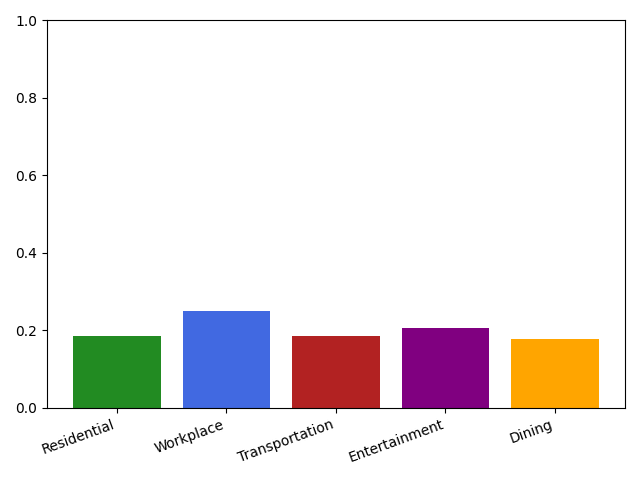 1.0
0.8
0.6
0.4
0.2
0.0
Residential
Workplace
Transportation
Entertainment
Dining